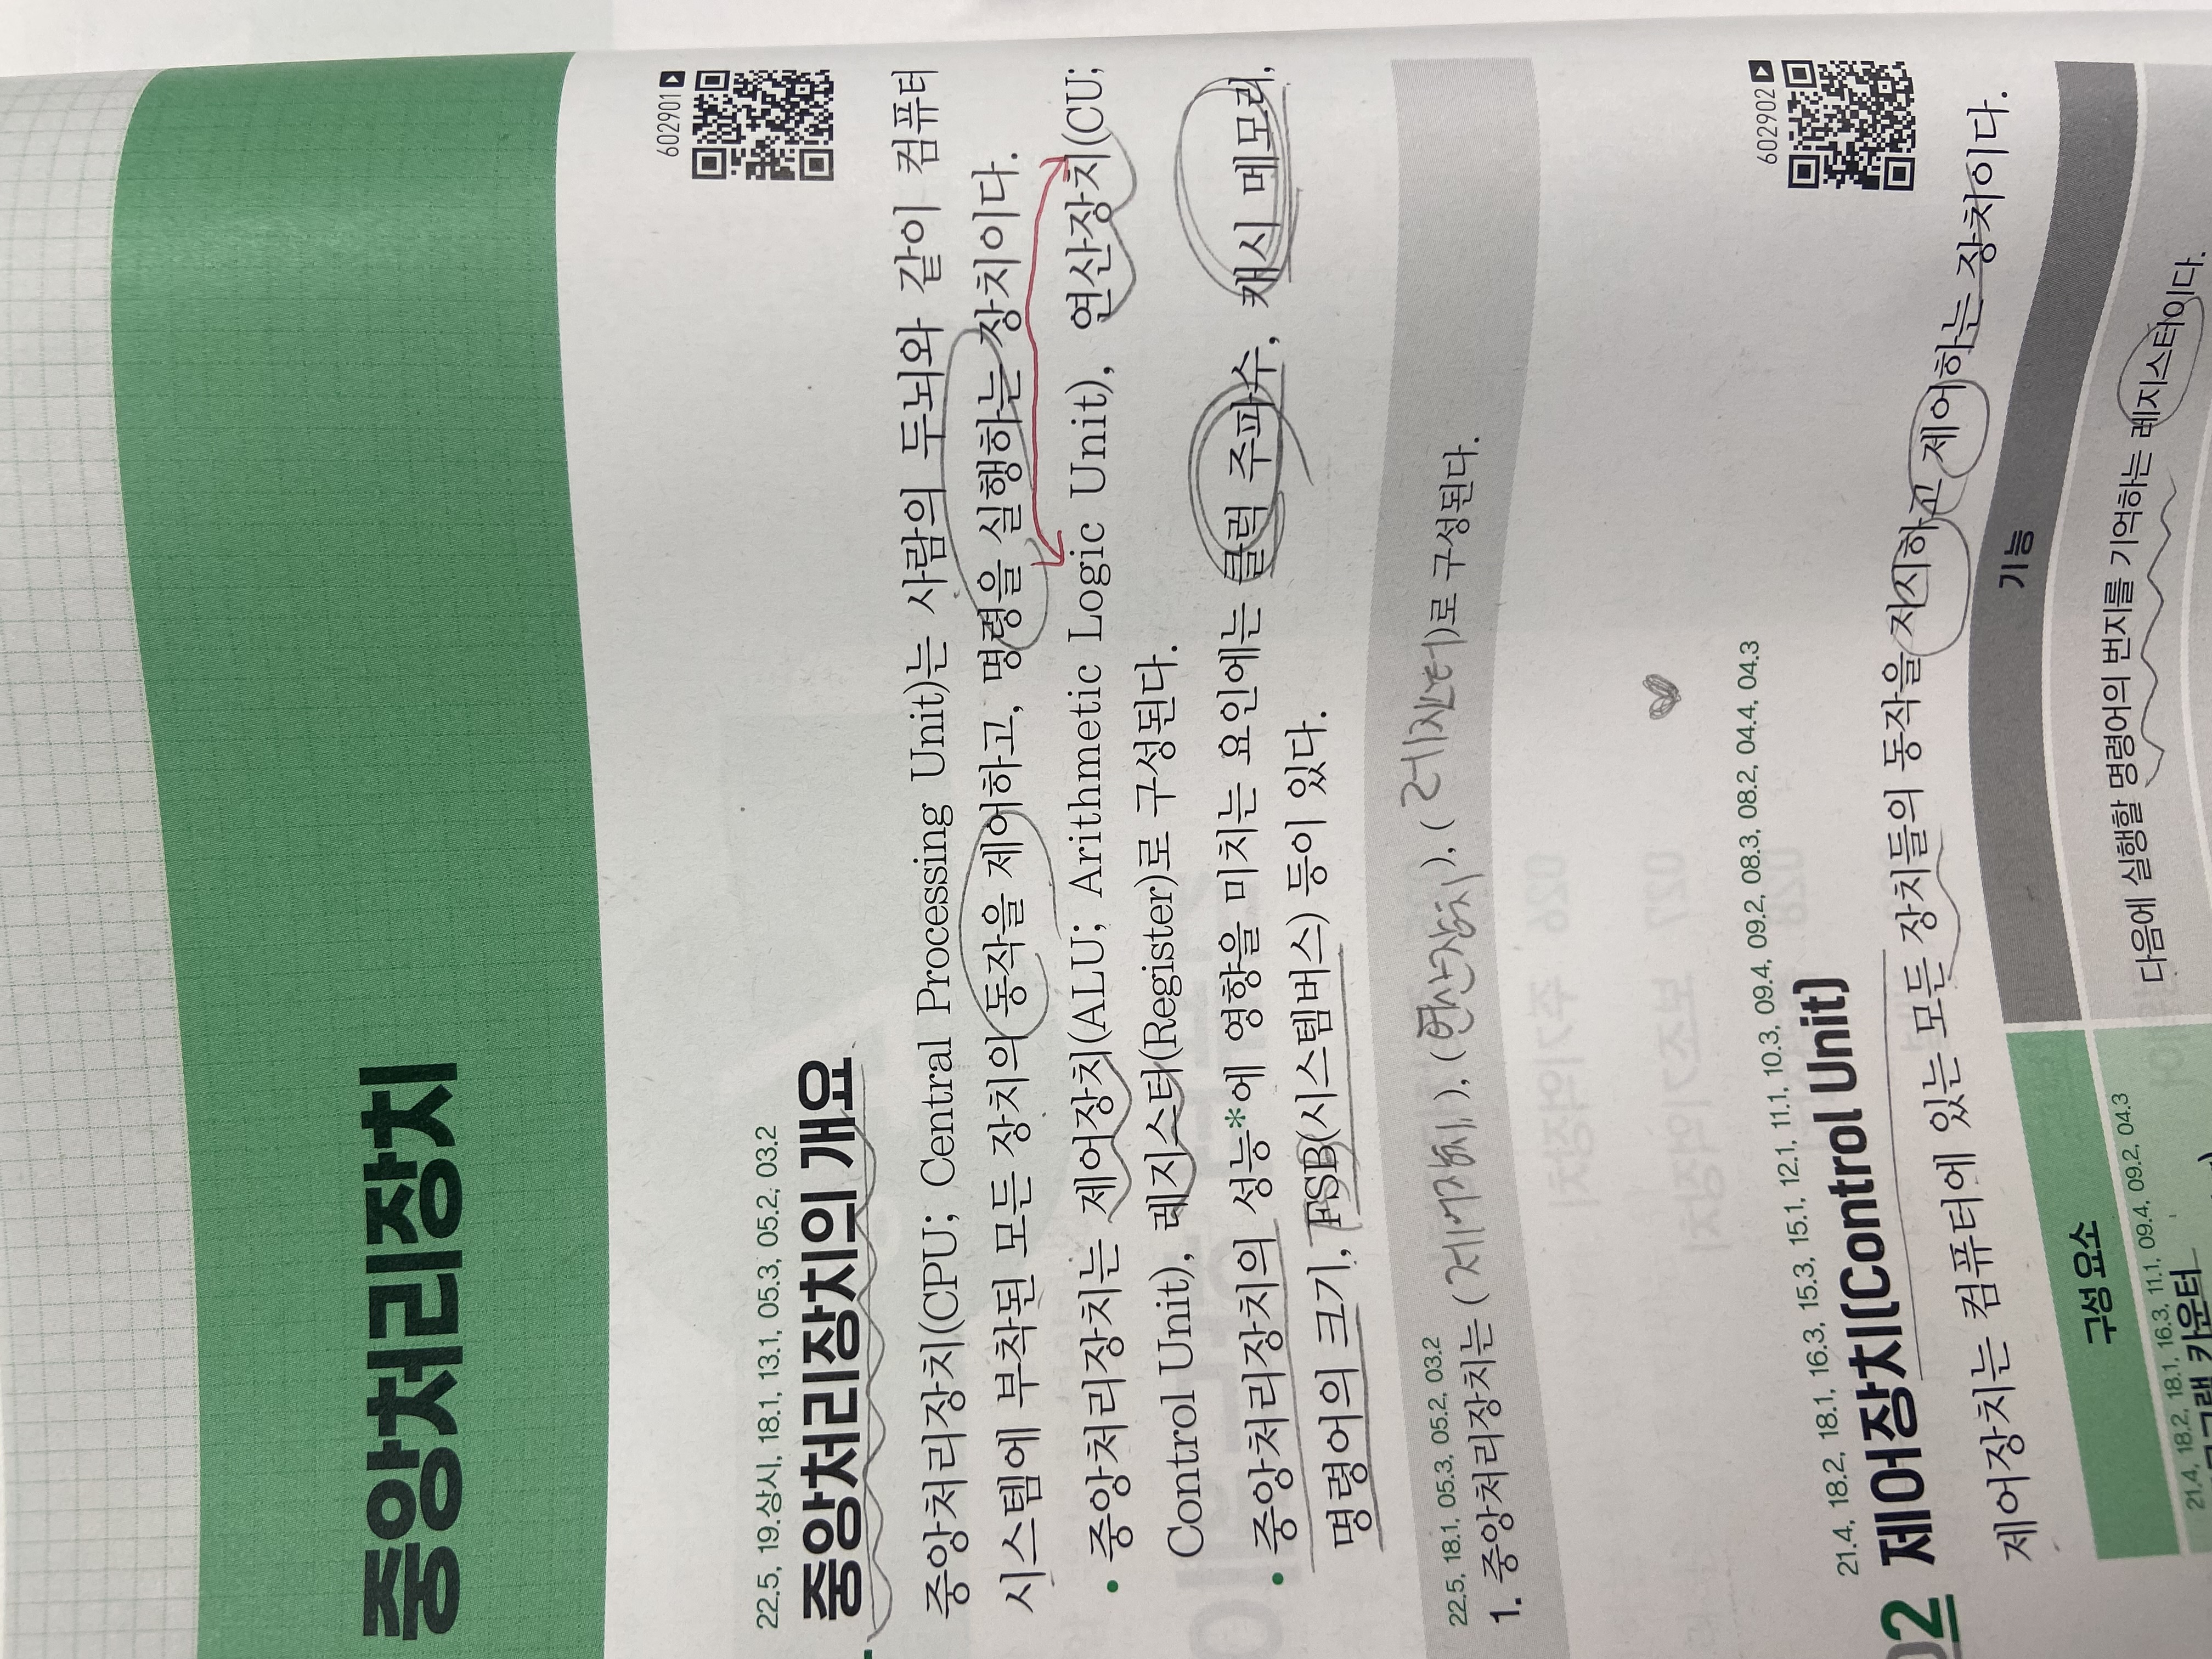 중앙처리장치
602901
22.5, 19.상시, 18.1, 13.1, 05.3, 05.2, 03.2
중앙처리장치의 개요
중앙처리장치(CPU; Central Processing Unit)는 사람의 두뇌와 같이 컴퓨터
시스템에 부착된 모든 장치의 동작을 제어하고, 명령을 실행하는 장치이다.
• 중앙처리장치는 제어장치(ALU; Arithmetic Logic Unit), 연산장치(CU;
Control Unit), 레지스터(Register)로 구성된다.
• 중앙처리장치의 성능*에 영향을 미치는 요인에는 클럭 주파수, 캐시 메모리,
명령어의 크기, FSB(시스템버스) 등이 있다.
22.5, 18.1, 05.3, 05.2, 03.2
1. 중앙처리장치는 (제어장치), (연산장치), (레지스터)로 구성된다.
602902
21.4, 18.2, 18.1, 16.3, 15.3, 15.1, 12.1, 11.1, 10.3, 09.4, 09.2, 08.3, 08.2, 04.4, 04.3
02 제어장치(Control Unit)
제어장치는 컴퓨터에 있는 모든 장치들의 동작을 지시하고 제어하는 장치이다.
구성 요소 기능
21.4, 18.2, 18.1, 16.3, 11.1, 09.4, 09.2, 04.3
프로그램 카운터
다음에 실행할 명령어의 번지를 기억하는 레지스터이다.